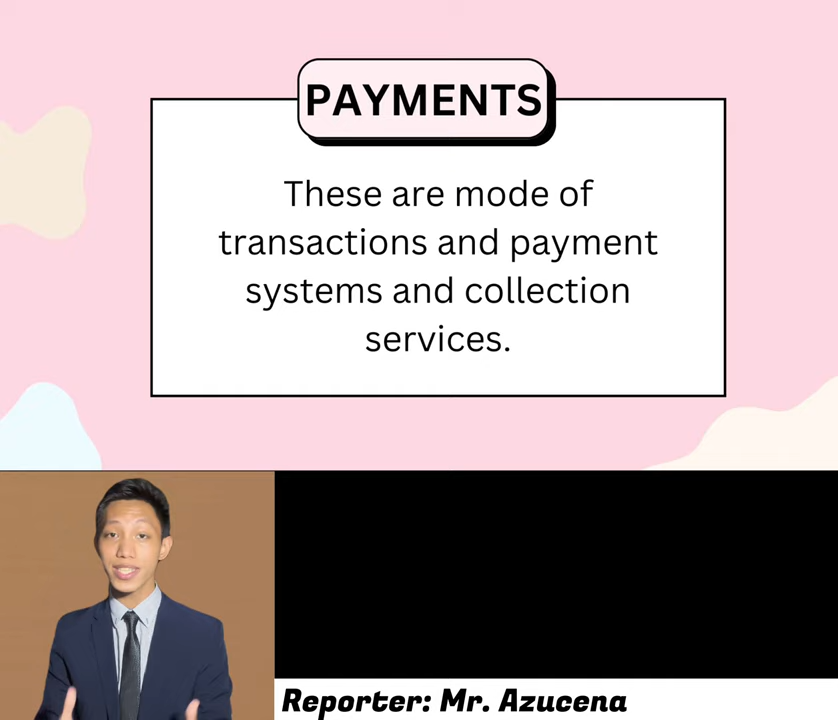 PAYMENTS
These are mode of
transactions and payment
systems and collection
services.
Reporter: Mr. Azucena